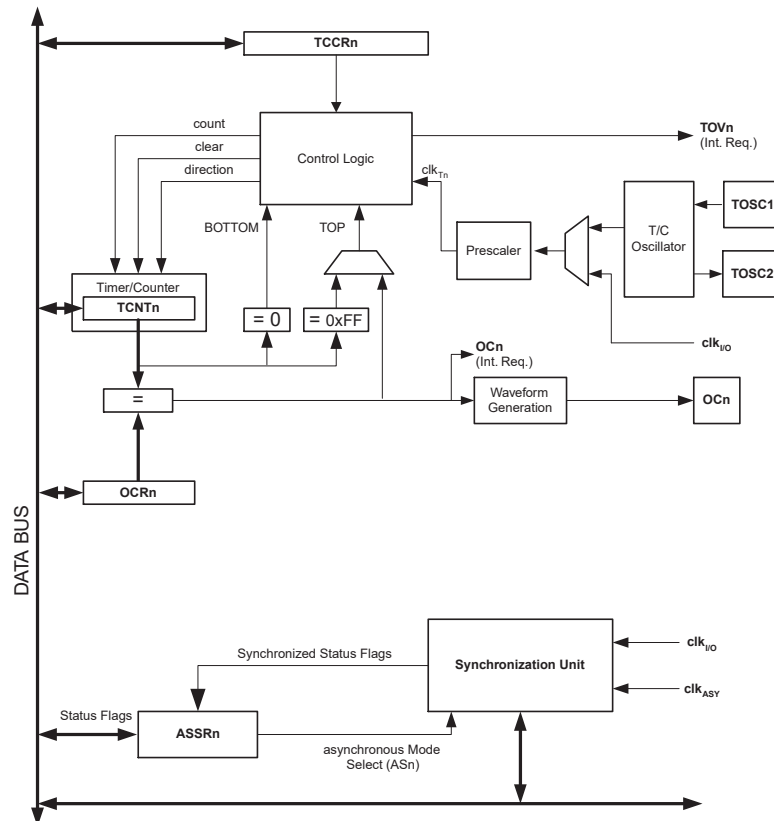 TCCRn
count
clear
direction
Control Logic
TOVn
(Int. Req.)
clkTn
BOTTOM
TOP
Prescaler
T/C
Oscillator
TOSC1
TOSC2
Timer/Counter
TCNTn
= 0
= 0xFF
clkI/O
OCn
(Int. Req.)
=
Waveform
Generation
OCn
OCRn
DATA BUS
Synchronized Status Flags
Synchronization Unit
clkI/O
clkASY
Status Flags
ASSRn
asynchronous Mode
Select (ASn)